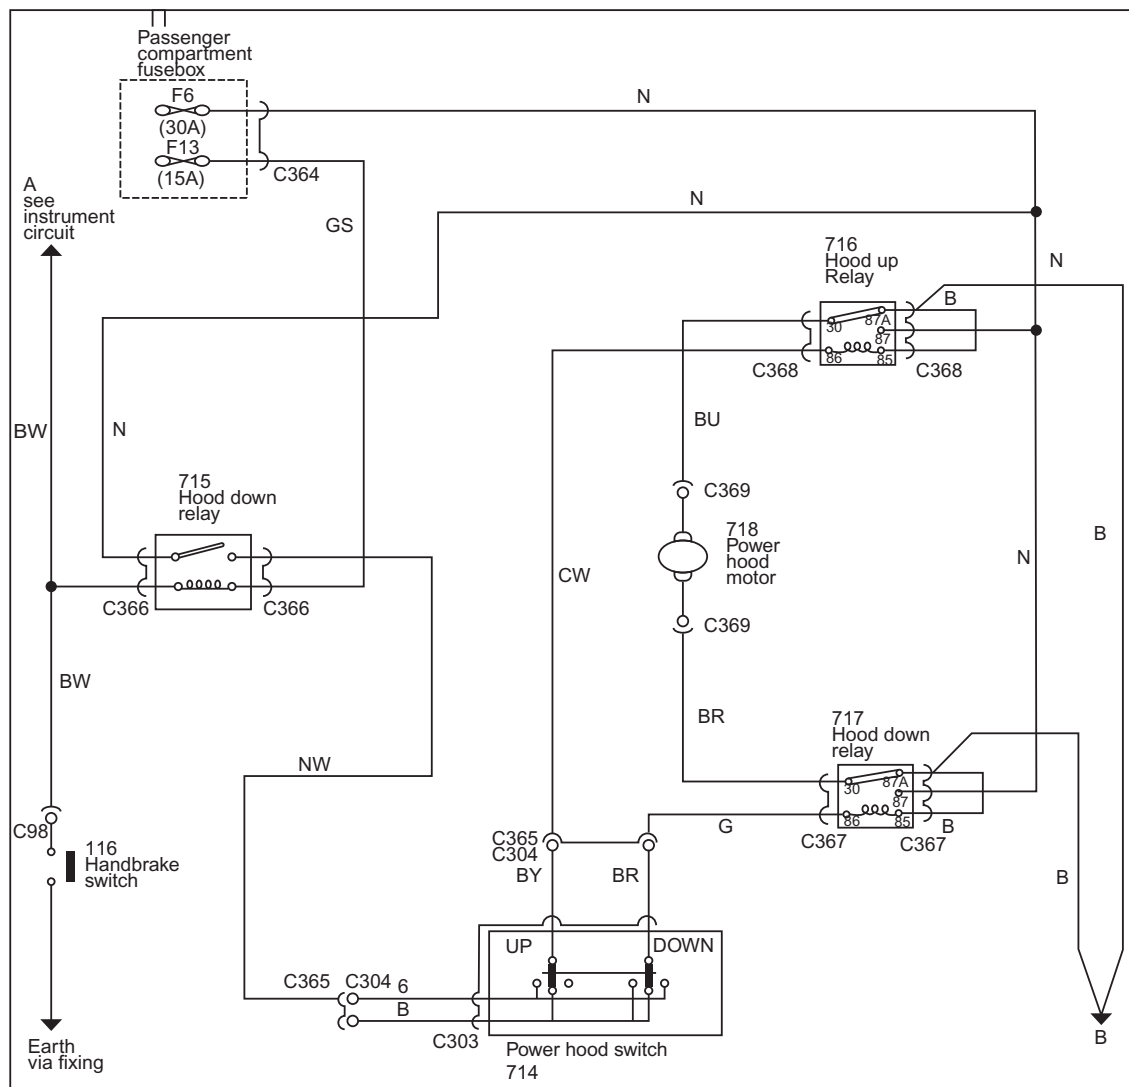 Passenger
compartment
fusebox
F6
(30A)
F13
(15A)
C364
N
A
see
instrument
circuit
GS
N
716
Hood up
Relay
N
B
30
87A
87
86
85
C368
C368
BW
N
BU
715
Hood down
relay
C369
718
Power
hood
motor
B
N
CW
C366
C366
C369
BW
BR
717
Hood down
relay
NW
30
87A
87
86
85
G
B
C367
C367
C98
116
Handbrake
switch
C365
C304
BY
BR
B
UP
DOWN
C365
C304
6
B
C303
Power hood switch
714
Earth
via fixing
B